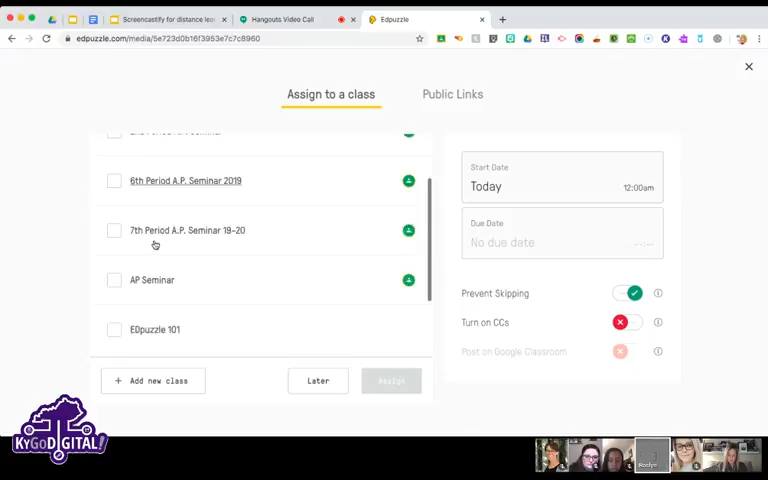 Screencastify for distance lea
Hangouts Video Call
Edpuzzle
edpuzzle.com/media/5e723d0b16f3953e7c7c8960
Assign to a class
Public Links
6th Period A.P. Seminar 2019
7th Period A.P. Seminar 19-20
AP Seminar
EDpuzzle 101
+ Add new class
Later
Assign
Start Date
Today 12:00am
Due Date
No due date --:--
Prevent Skipping
Turn on CCs
Post on Google Classroom
KyGoDIGITAL!